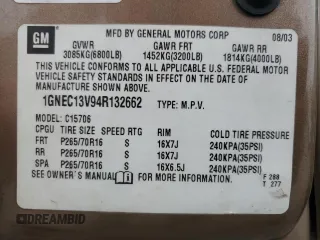 GM
MFD BY GENERAL MOTORS CORP
08/03
GVWR GAWR FRT GAWR RR
3085KG(6800LB) 1452KG(3200LB) 1814KG(4000LB)
THIS VEHICLE CONFORMS TO ALL APPLICABLE U.S. FEDERAL MOTOR
VEHICLE SAFETY STANDARDS IN EFFECT ON THE DATE OF
MANUFACTURE SHOWN ABOVE.
1GNEC13V94R132662 TYPE: M.P.V.
MODEL: C15706
CPGU TIRE SIZE SPEED RTG RIM COLD TIRE PRESSURE
FRT P265/70R16 S 16X7J 240KPA(35PSI)
RR P265/70R16 S 16X7J 240KPA(35PSI)
SPA P265/70R16 S 16X6.5J 240KPA(35PSI)
SEE OWNER'S MANUAL FOR MORE INFORMATION
F 288
T 277
DREAMBID